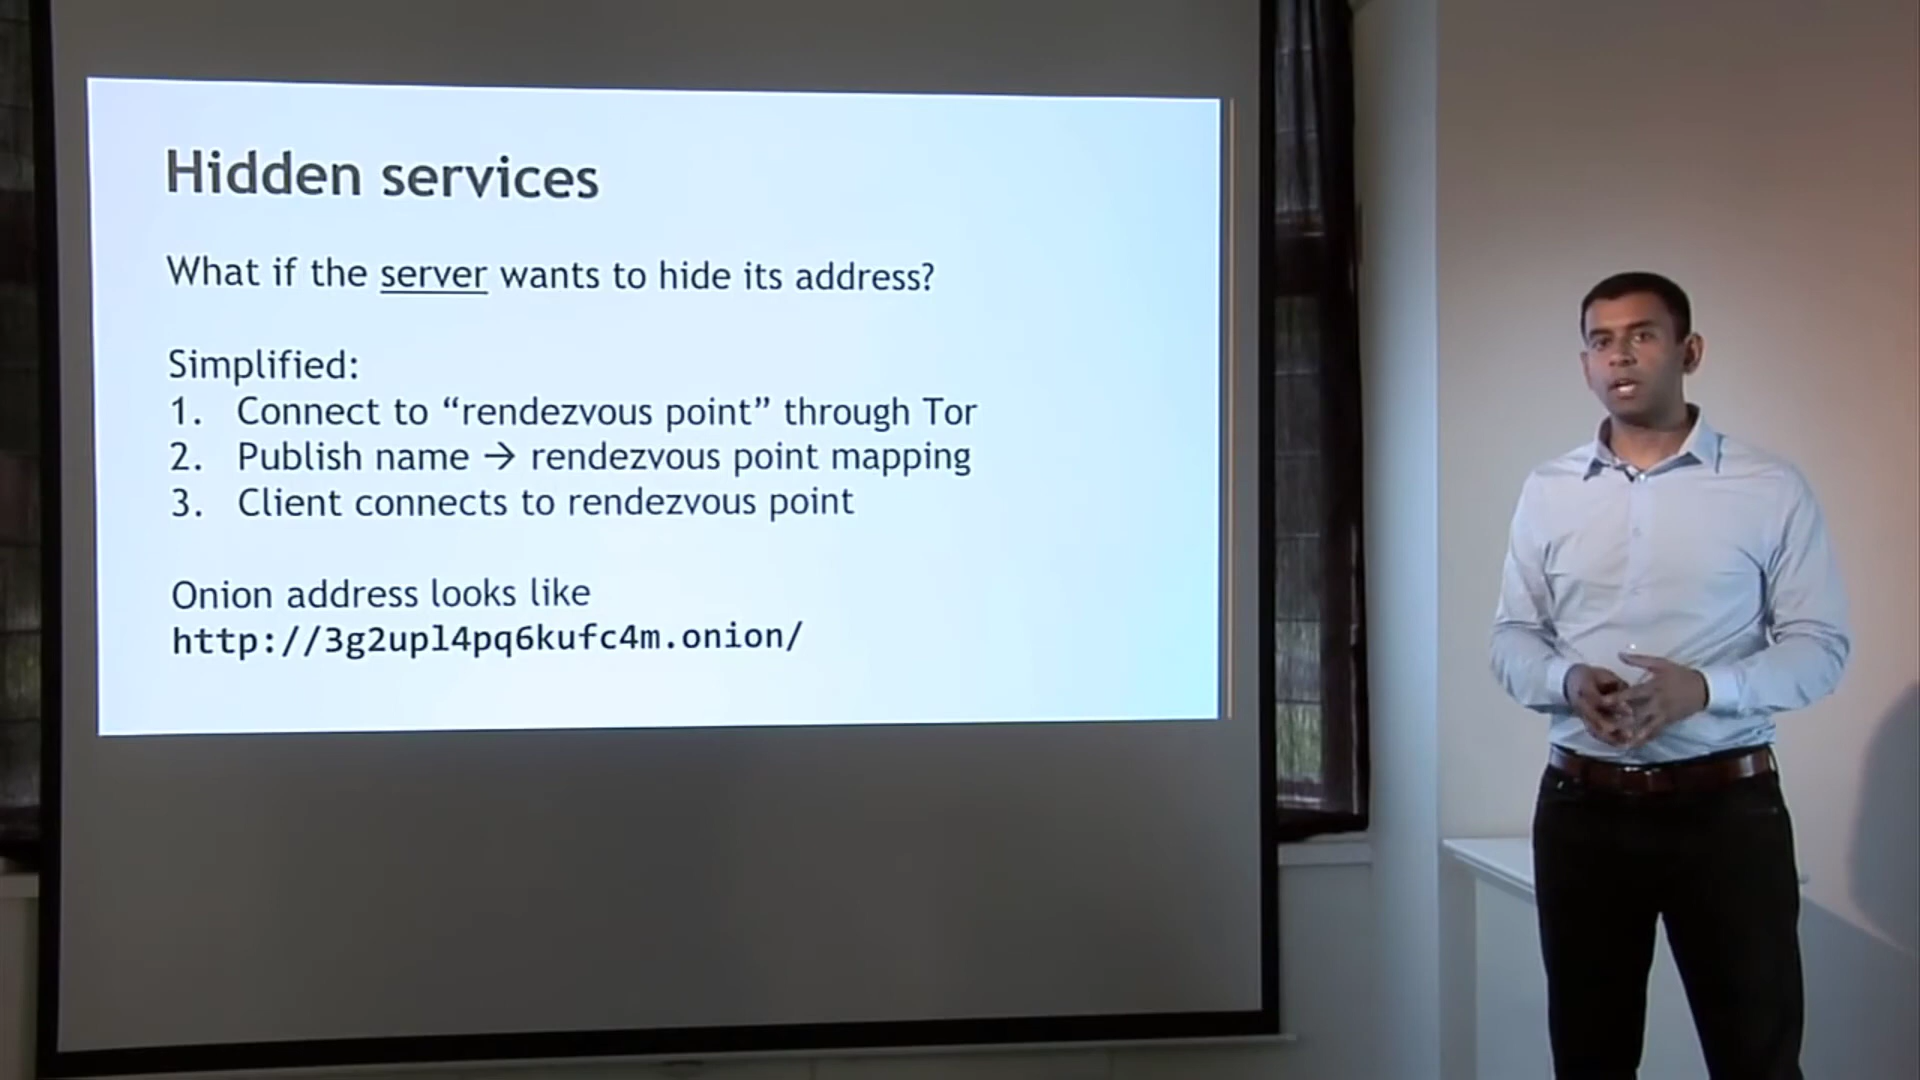 Hidden services
What if the server wants to hide its address?
Simplified:
1. Connect to “rendezvous point” through Tor
2. Publish name → rendezvous point mapping
3. Client connects to rendezvous point
Onion address looks like
http://3g2upl4pq6kufc4m.onion/